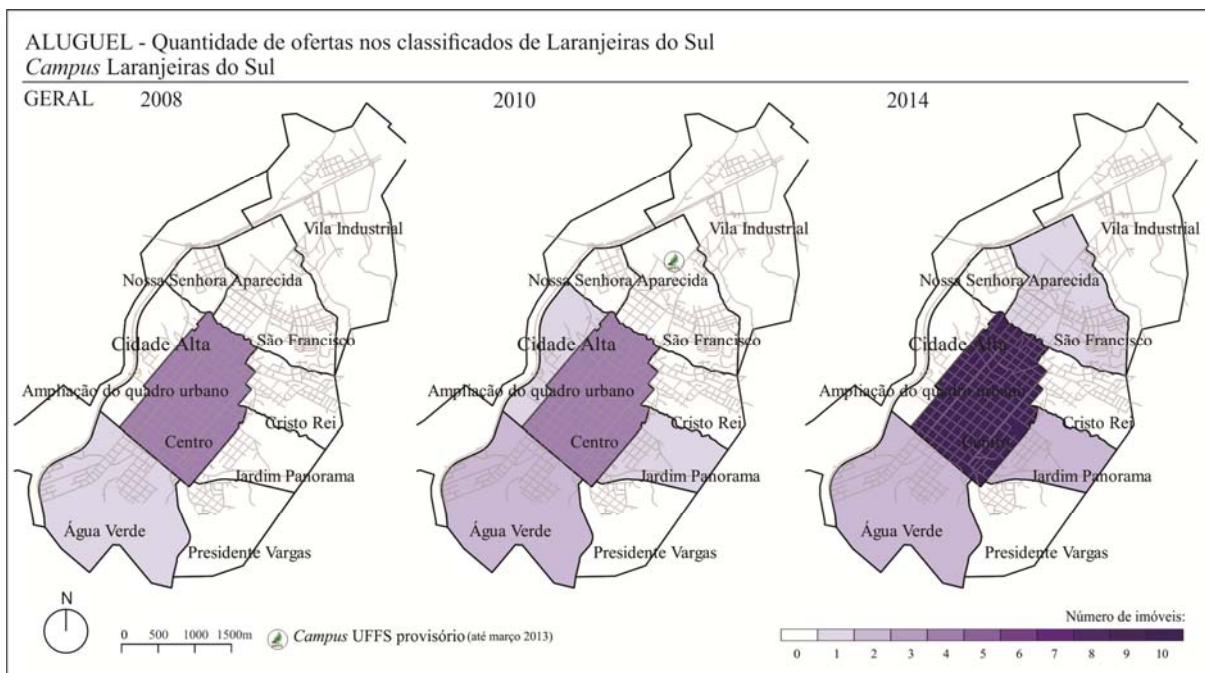 ALUGUEL - Quantidade de ofertas nos classificados de Laranjeiras do Sul
Campus Laranjeiras do Sul
GERAL 2008 2010 2014
Vila Industrial
Nossa Senhora Aparecida
São Francisco
Cidade Alta
Ampliação do quadro urbano
Cristo Rei
Centro
Jardim Panorama
Água Verde
Presidente Vargas
Vila Industrial
Nossa Senhora Aparecida
São Francisco
Cidade Alta
Ampliação do quadro urbano
Cristo Rei
Centro
Jardim Panorama
Água Verde
Presidente Vargas
Vila Industrial
Nossa Senhora Aparecida
São Francisco
Cidade Alta
Ampliação do quadro urbano
Cristo Rei
Centro
Jardim Panorama
Água Verde
Presidente Vargas
N
0 500 1000 1500m
Campus UFFS provisório (até março 2013)
Número de imóveis:
0 1 2 3 4 5 6 7 8 9 10